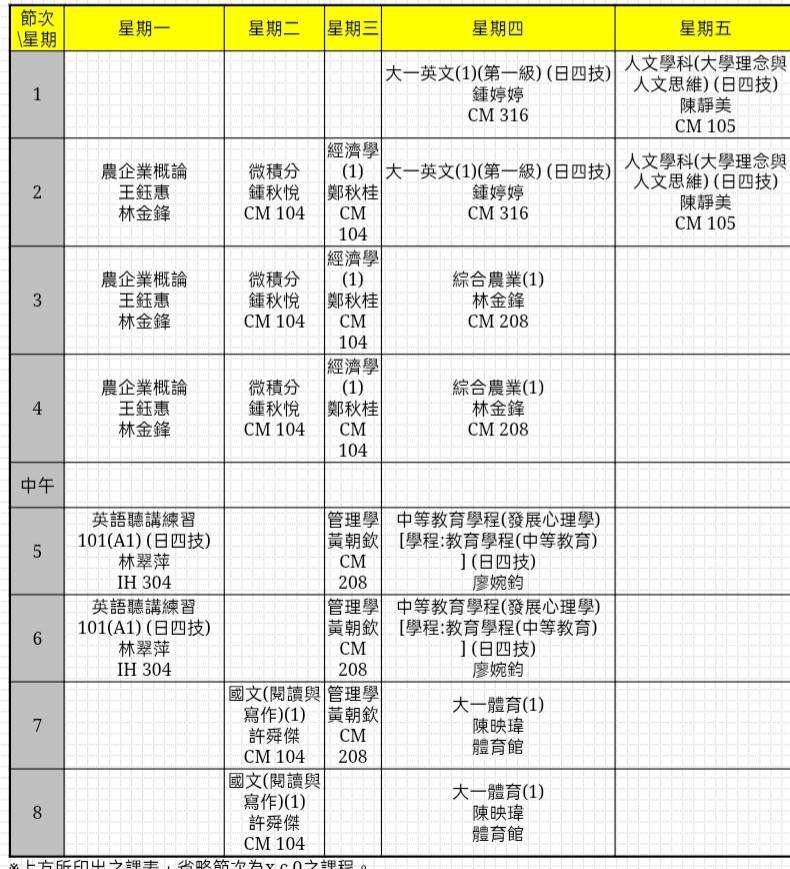 節次
\星期
星期一
星期二
星期三
星期四
星期五
1
大一英文(1)(第一級) (日四技)
鍾婷婷
CM 316
人文學科(大學理念與
人文思維) (日四技)
陳靜美
CM 105
2
農企業概論
王鈺惠
林金鋒
微積分
鍾秋悅
CM 104
經濟學
(1)
鄭秋桂
CM
104
大一英文(1)(第一級) (日四技)
鍾婷婷
CM 316
人文學科(大學理念與
人文思維) (日四技)
陳靜美
CM 105
3
農企業概論
王鈺惠
林金鋒
微積分
鍾秋悅
CM 104
經濟學
(1)
鄭秋桂
CM
104
綜合農業(1)
林金鋒
CM 208
4
農企業概論
王鈺惠
林金鋒
微積分
鍾秋悅
CM 104
經濟學
(1)
鄭秋桂
CM
104
綜合農業(1)
林金鋒
CM 208
中午
5
英語聽講練習
101(A1) (日四技)
林翠萍
IH 304
管理學
黃朝欽
CM
208
中等教育學程(發展心理學)
[學程:教育學程(中等教育)
] (日四技)
廖婉鈞
6
英語聽講練習
101(A1) (日四技)
林翠萍
IH 304
管理學
黃朝欽
CM
208
中等教育學程(發展心理學)
[學程:教育學程(中等教育)
] (日四技)
廖婉鈞
7
國文(閱讀與
寫作)(1)
許舜傑
CM 104
管理學
黃朝欽
CM
208
大一體育(1)
陳映瑋
體育館
8
國文(閱讀與
寫作)(1)
許舜傑
CM 104
大一體育(1)
陳映瑋
體育館
※上方所印出之課表，省略節次為x,c,0之課程。